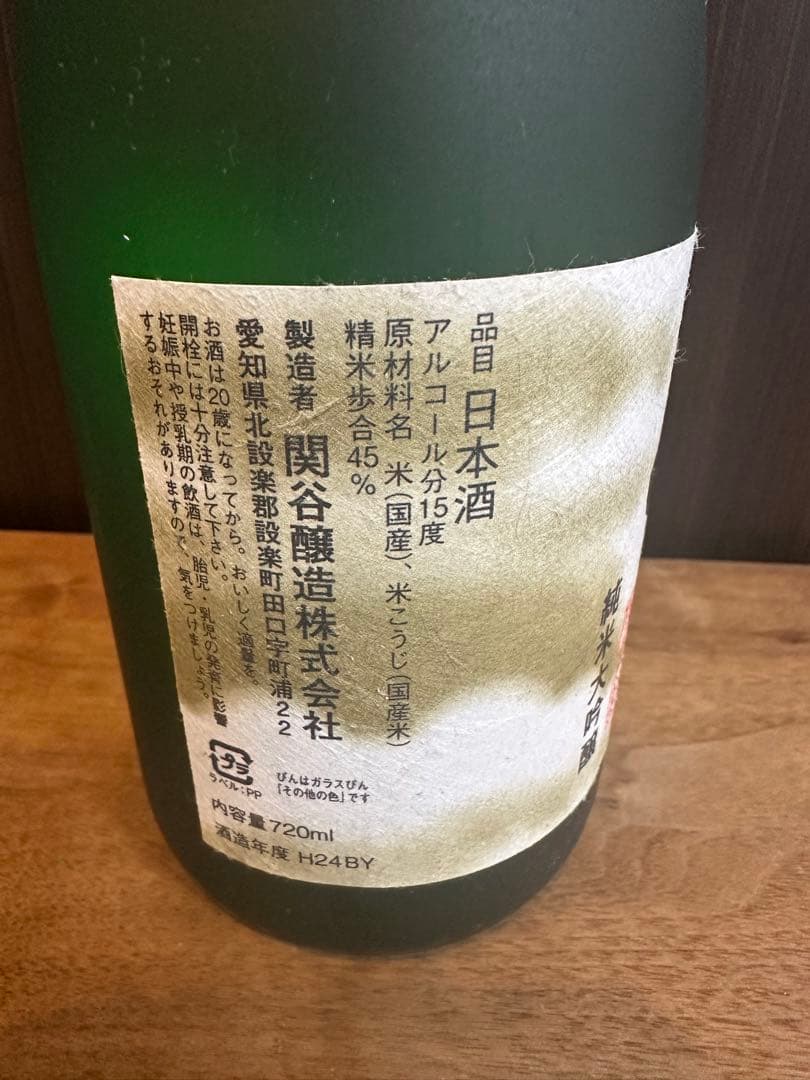 純米大吟醸
品目 日本酒
アルコール分15度
原材料名 米(国産)、米こうじ(国産米)
精米歩合45%
製造者 関谷醸造株式会社
愛知県北設楽郡設楽町田口字町浦22
お酒は20歳になってから。おいしく適量を。
開栓には十分注意して下さい。
妊娠中や授乳期の飲酒は、胎児・乳児の発育に影響
するおそれがありますので、気をつけましょう。
プラ
ラベル:PP
びんはガラスびん
「その他の色」です
内容量720ml
酒造年度 H24BY